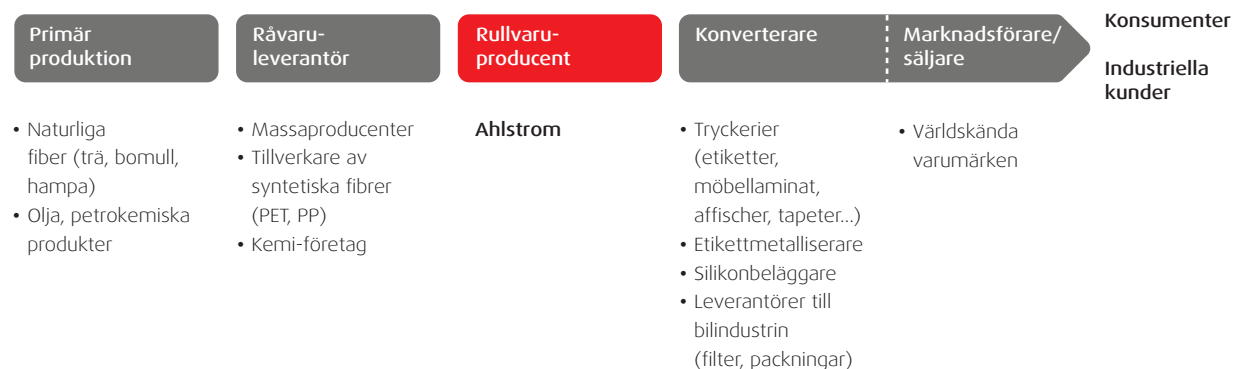 Primär
produktion
Råvaru-
leverantör
Rullvaru-
producent
Konverterare
Marknadsförare/
säljare
Konsumenter
Industriella
kunder
• Naturliga
fiber (trä, bomull,
hampa)
• Olja, petrokemiska
produkter
• Massaproducenter
• Tillverkare av
syntetiska fibrer
(PET, PP)
• Kemi-företag
Ahlstrom
• Tryckerier
(etiketter,
möbellaminat,
affischer, tapeter...)
• Etikettmetalliserare
• Silikonbeläggare
• Leverantörer till
bilindustrin
(filter, packningar)
• Världskända
varumärken